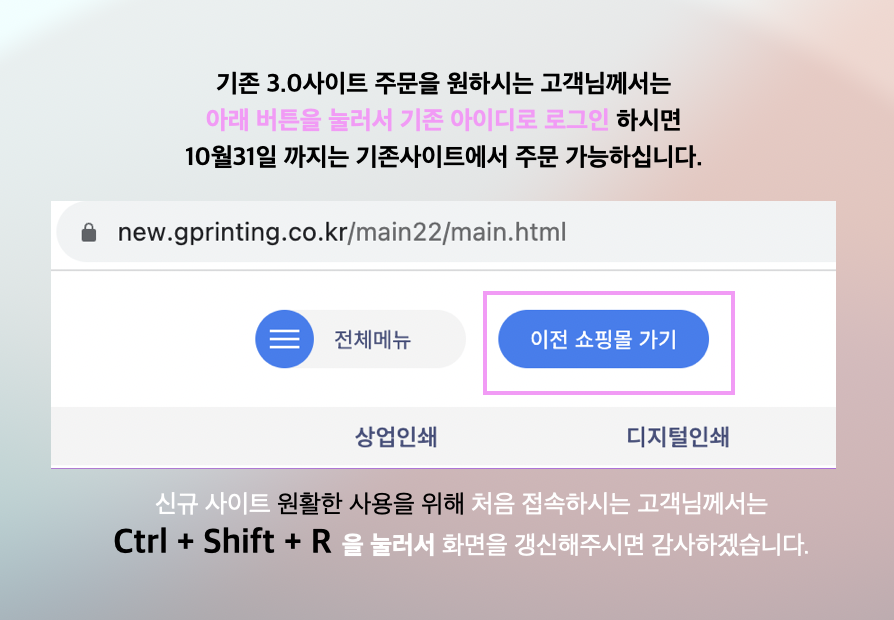 기존 3.0사이트 주문을 원하시는 고객님께서는
아래 버튼을 눌러서 기존 아이디로 로그인 하시면
10월31일 까지는 기존사이트에서 주문 가능하십니다.
new.gprinting.co.kr/main22/main.html
전체메뉴
이전 쇼핑몰 가기
상업인쇄
디지털인쇄
신규 사이트 원활한 사용을 위해 처음 접속하시는 고객님께서는
Ctrl + Shift + R 을 눌러서 화면을 갱신해주시면 감사하겠습니다.